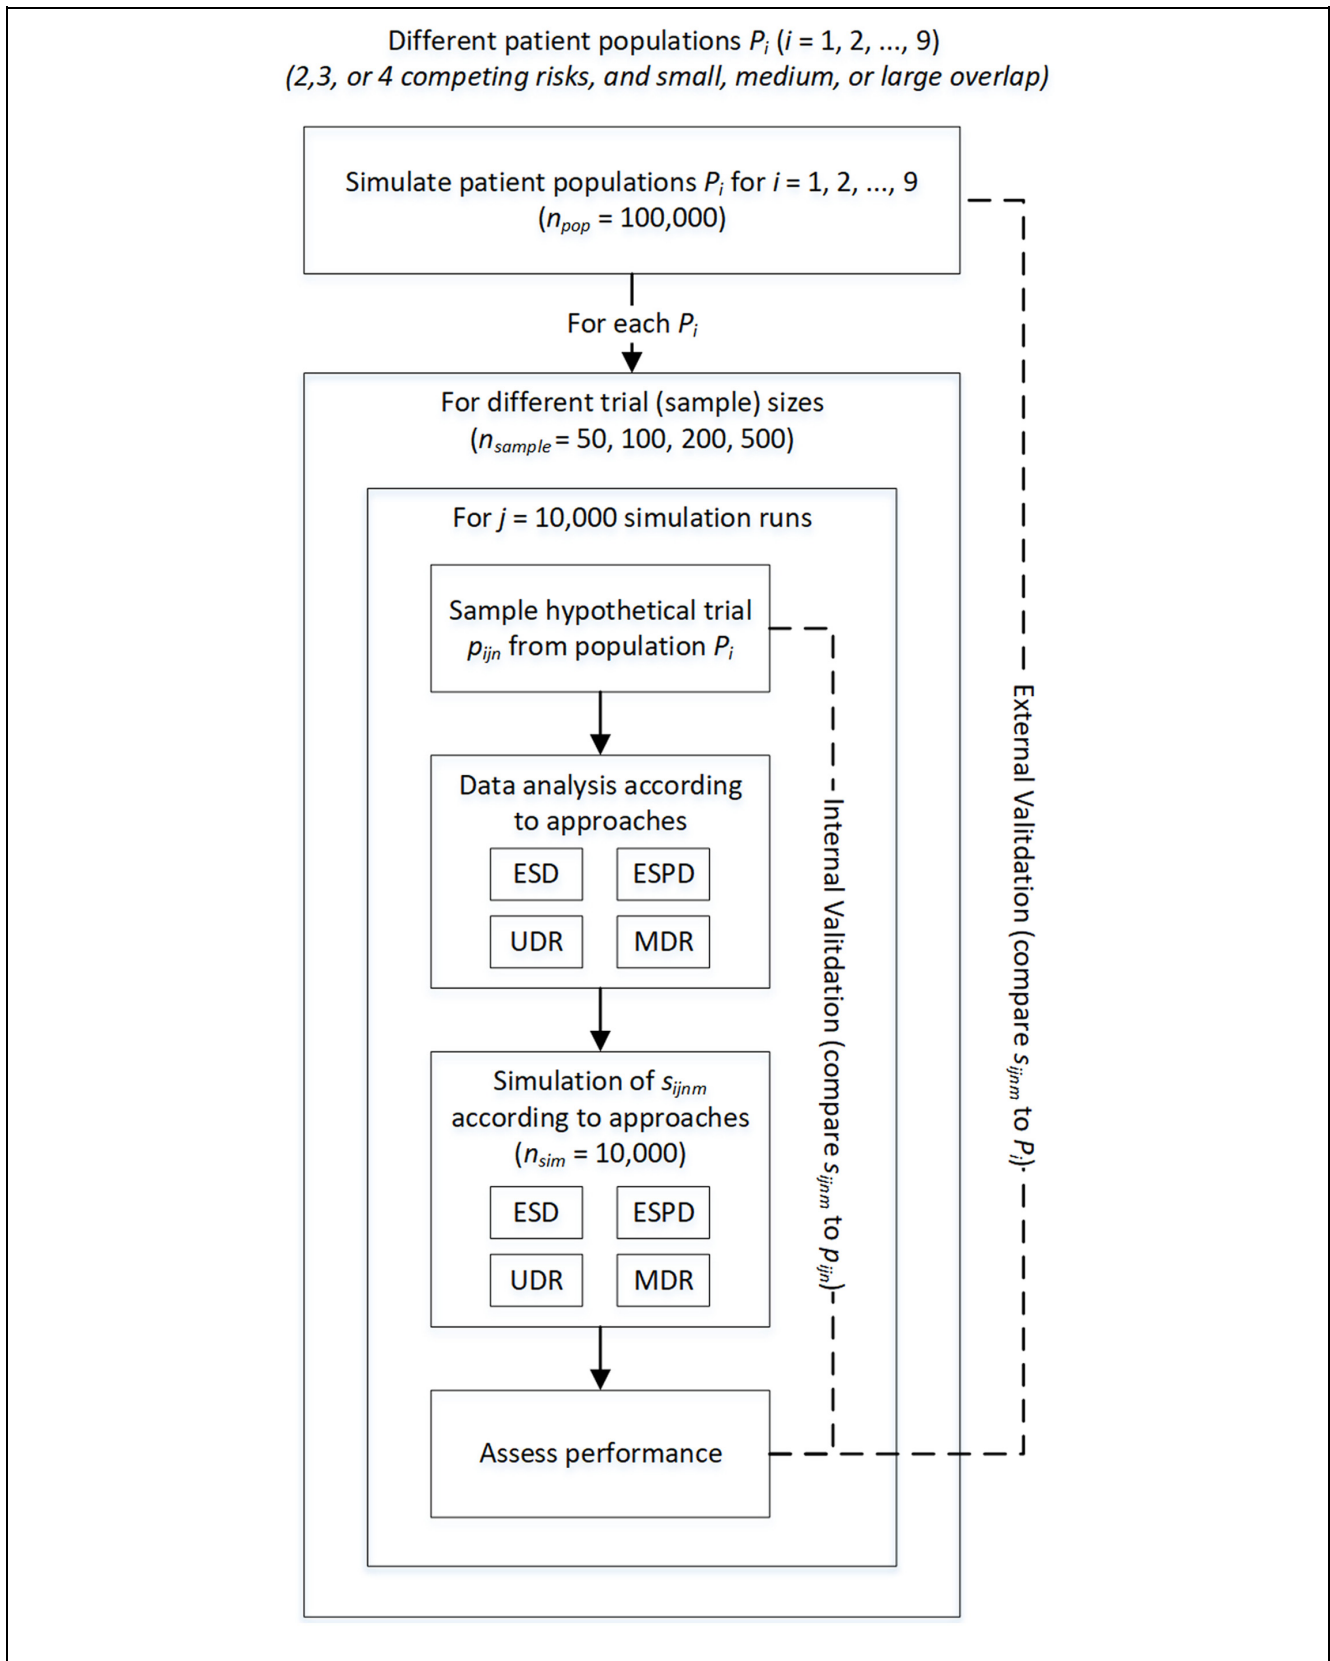 Different patient populations Pi (i = 1, 2, ..., 9)
(2,3, or 4 competing risks, and small, medium, or large overlap)
Simulate patient populations Pi for i = 1, 2, ..., 9
(npop = 100,000)
For each Pi
For different trial (sample) sizes
(nsample = 50, 100, 200, 500)
For j = 10,000 simulation runs
Sample hypothetical trial
pijn from population Pi
Data analysis according
to approaches
ESD
ESPD
UDR
MDR
Simulation of sijnm
according to approaches
(nsim = 10,000)
ESD
ESPD
UDR
MDR
Assess performance
Internal Valitdation (compare sijnm to pijn)
External Valitdation (compare sijnm to Pi)